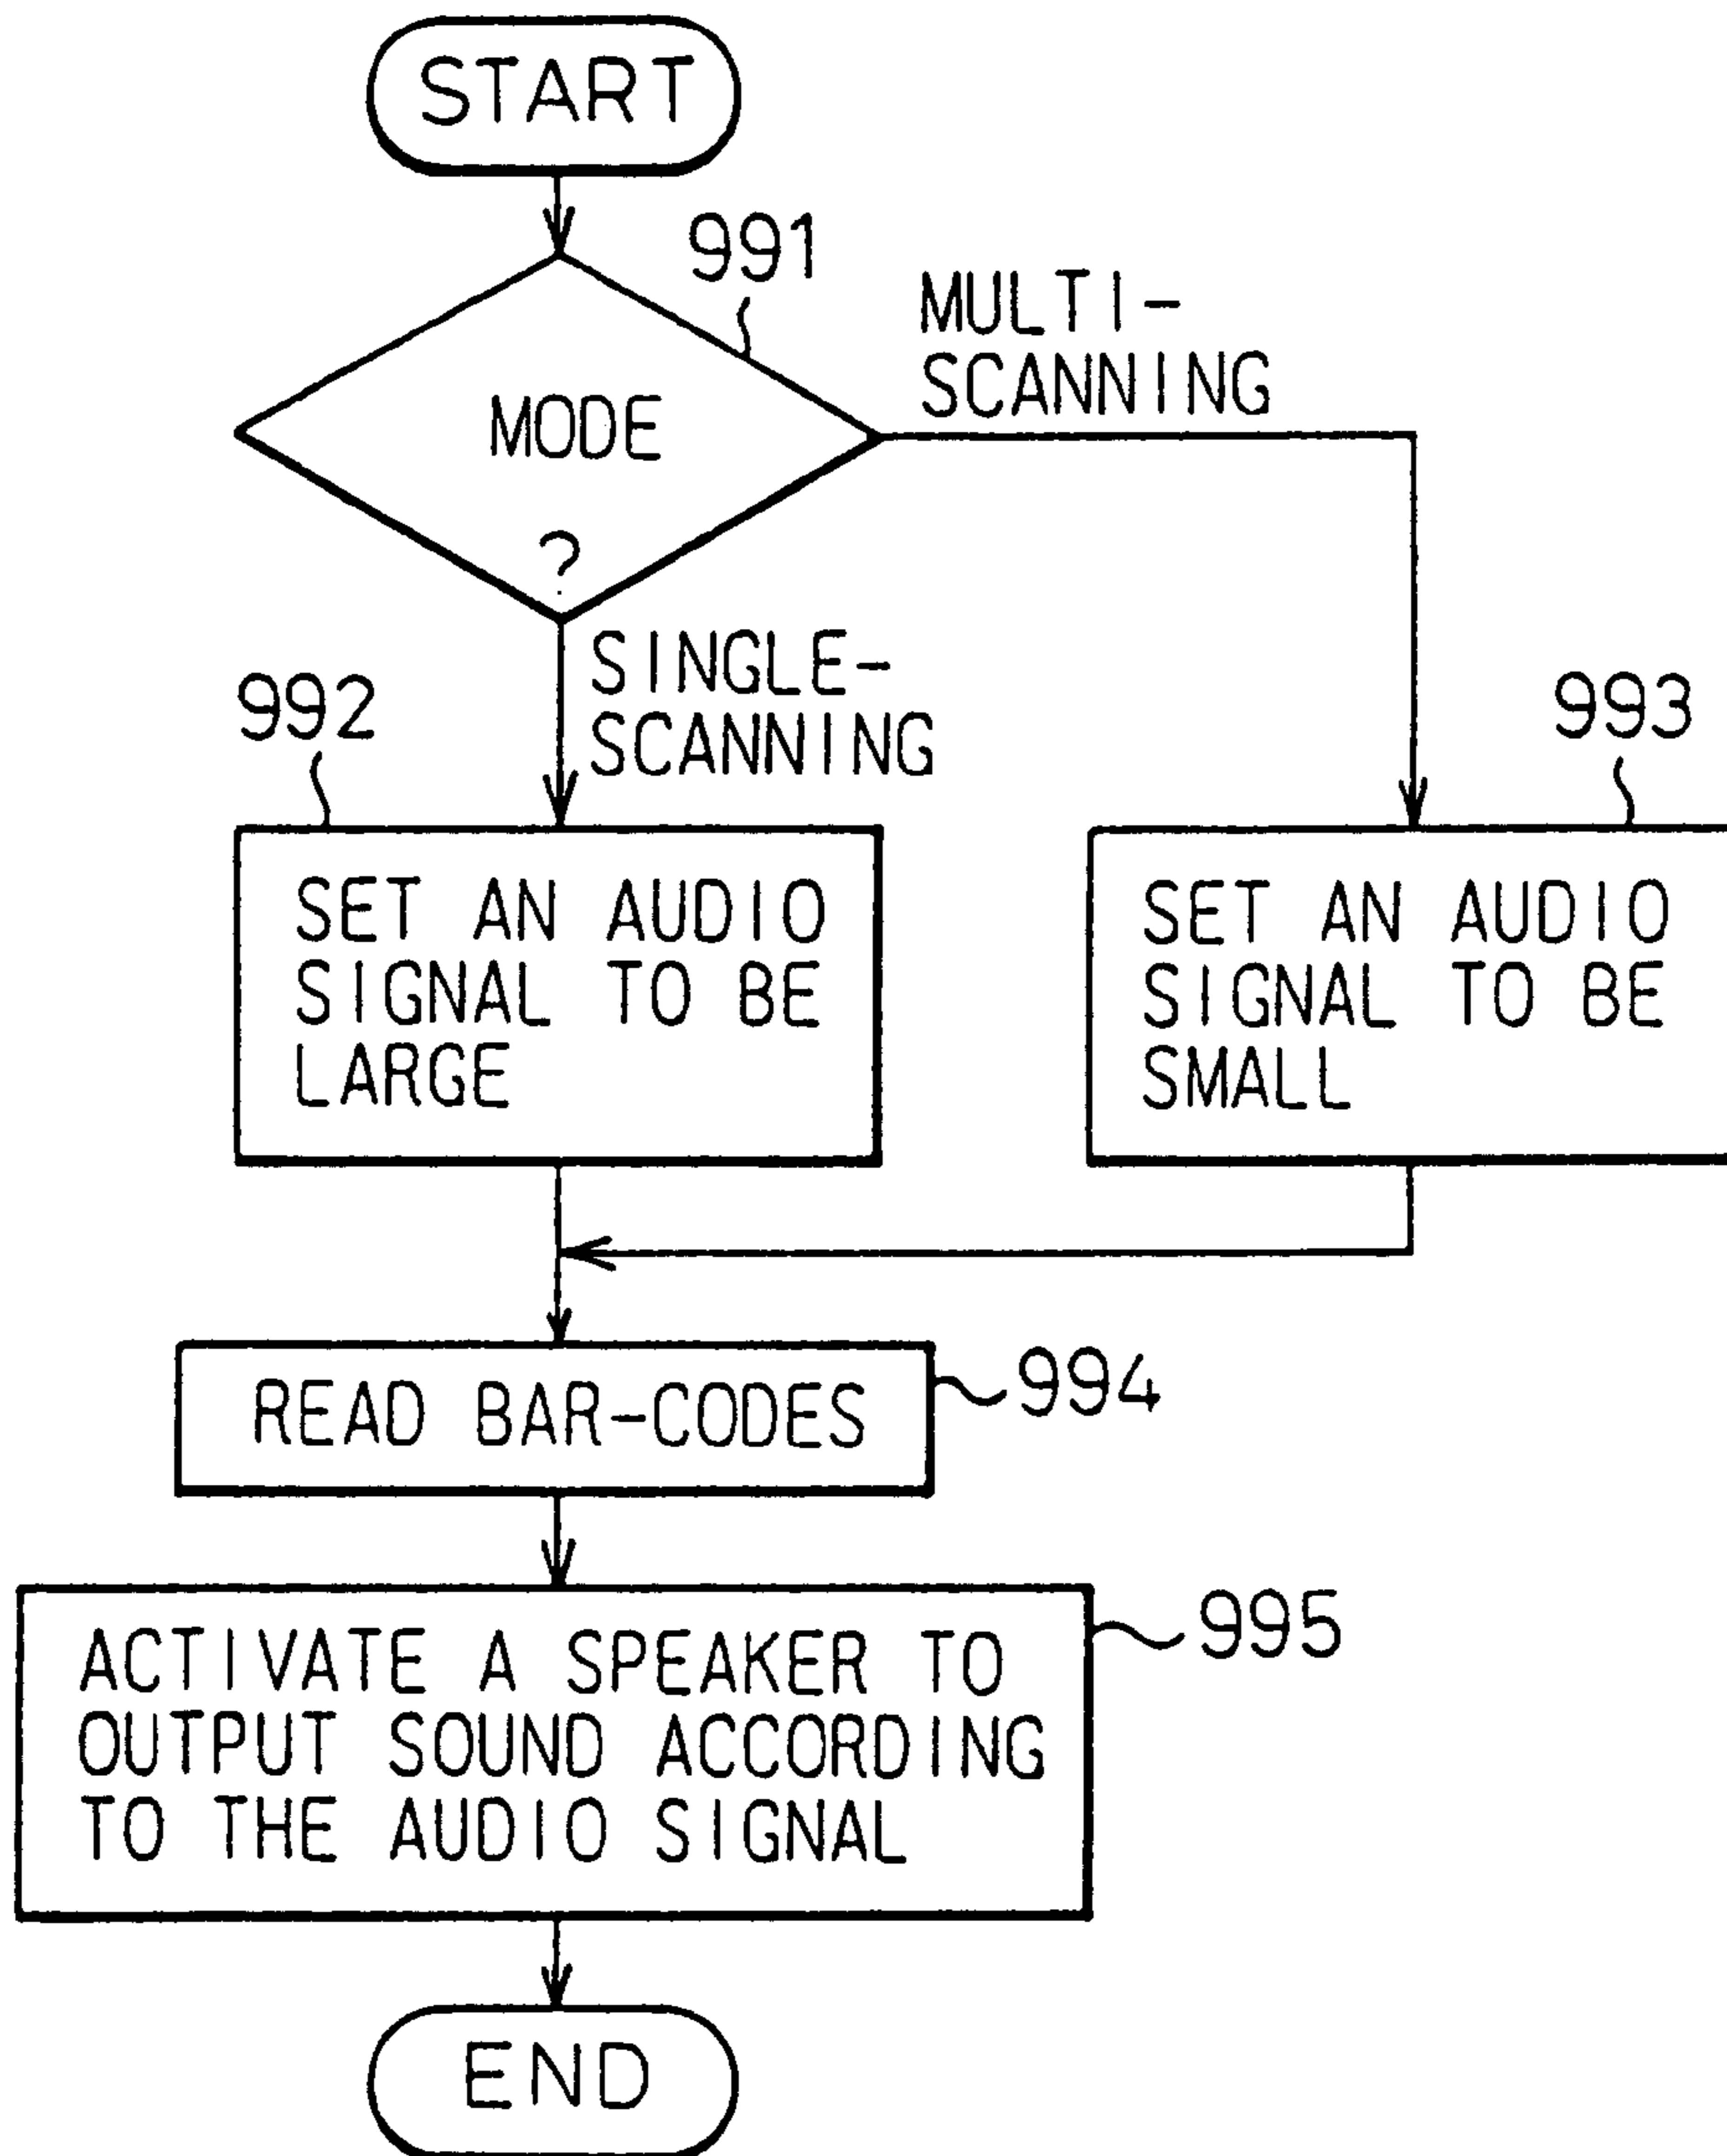 START
991
MULTI-
SCANNING
MODE
?
SINGLE-
SCANNING
992
993
SET AN AUDIO
SIGNAL TO BE
LARGE
SET AN AUDIO
SIGNAL TO BE
SMALL
READ BAR-CODES
994
ACTIVATE A SPEAKER TO
OUTPUT SOUND ACCORDING
TO THE AUDIO SIGNAL
995
END